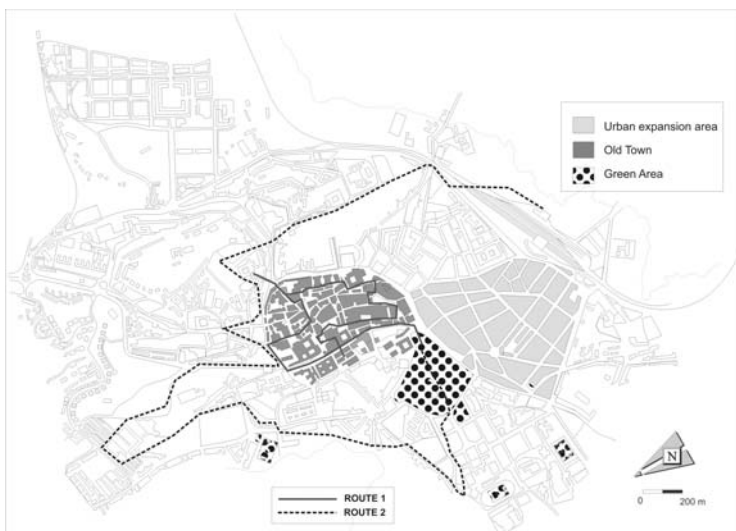 Urban expansion area
Old Town
Green Area
N
0 200 m
ROUTE 1
ROUTE 2